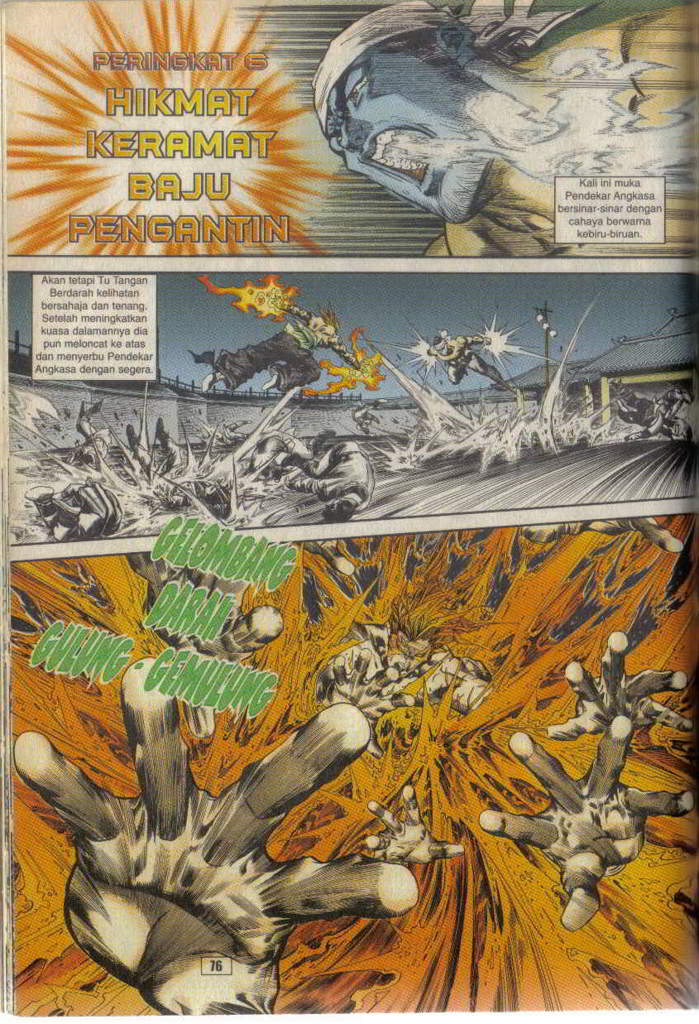 PERINGKAT 6
HIKMAT
KERAMAT
BAJU
PENGANTIN
Kali ini muka
Pendekar Angkasa
bersinar-sinar dengan
cahaya berwarna
kebiru-biruan.
Akan tetapi Tu Tangan
Berdarah kelihatan
bersahaja dan tenang.
Setelah meningkatkan
kuasa dalamannya dia
pun meloncat ke atas
dan menyerbu Pendekar
Angkasa dengan segera.
GELOMBANG
DARAH
GULUNG GEMULUNG
76